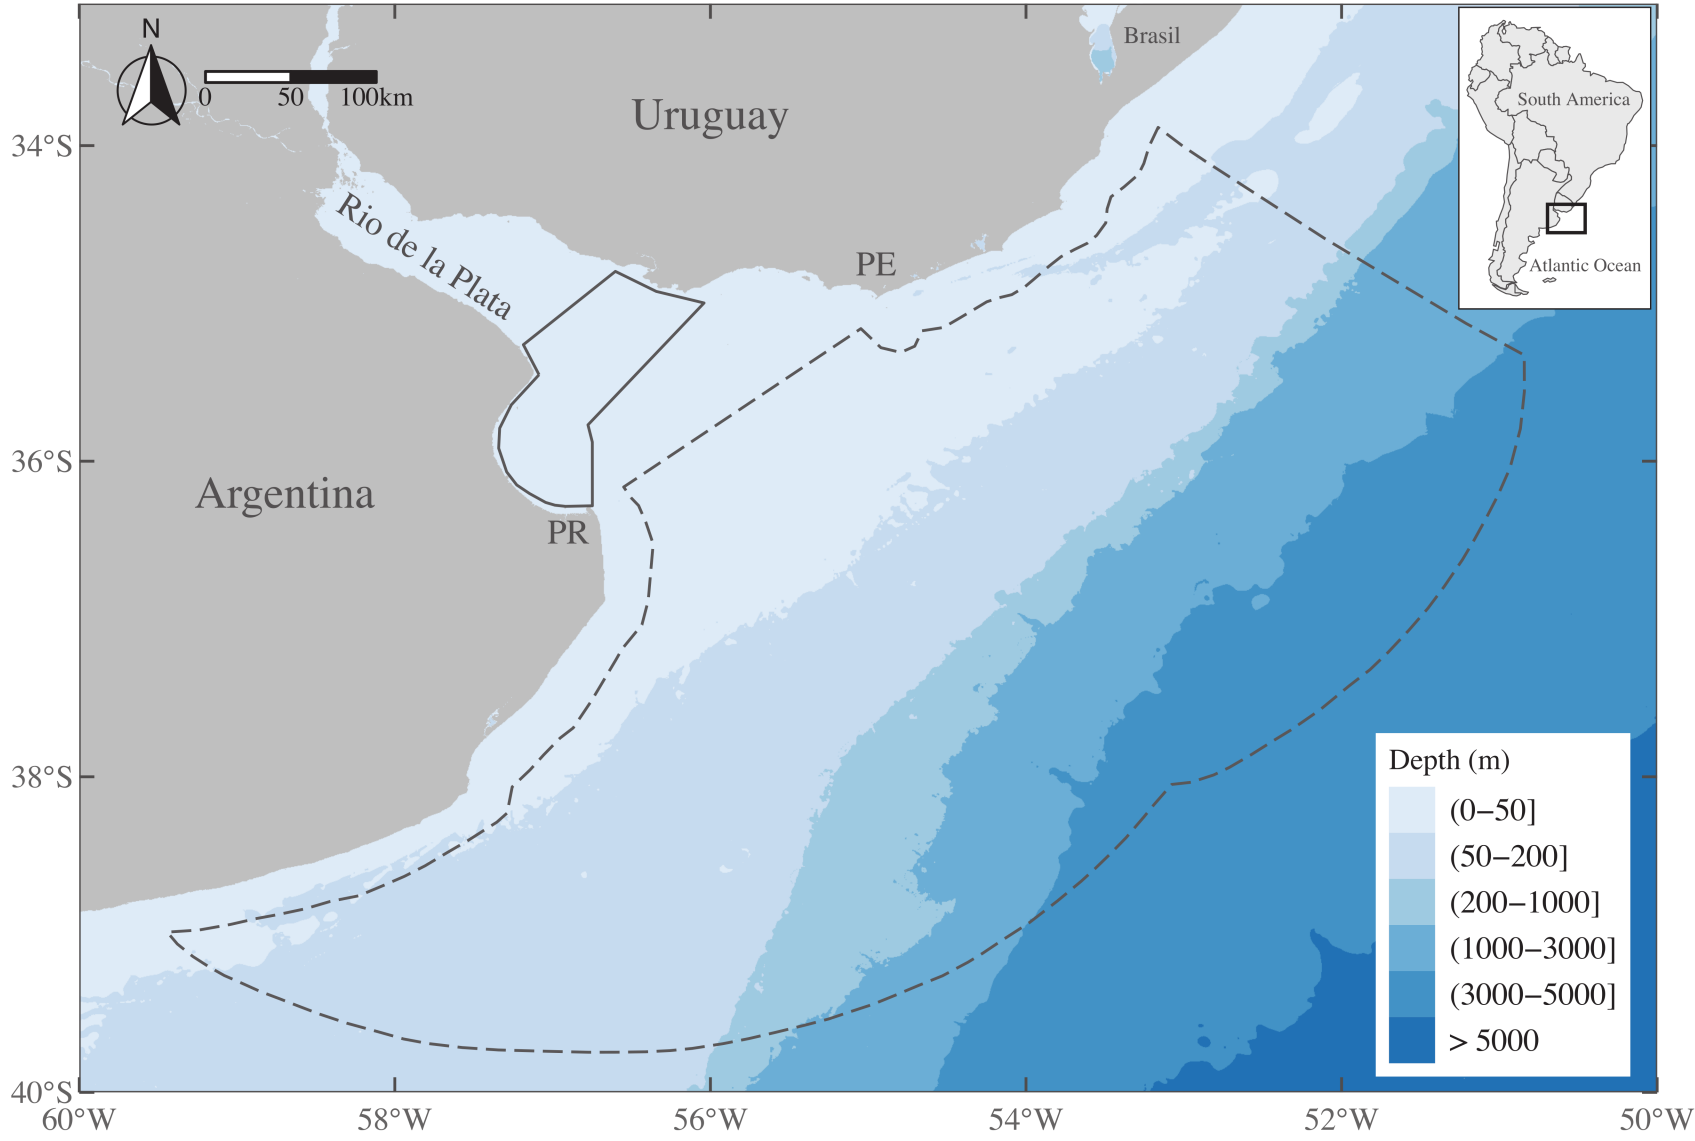 N
0 50 100km
Brasil
Uruguay
South America
Atlantic Ocean
34°S
Rio de la Plata
PE
36°S
Argentina
PR
38°S
Depth (m)
(0−50]
(50−200]
(200−1000]
(1000−3000]
(3000−5000]
> 5000
40°S
60°W 58°W 56°W 54°W 52°W 50°W